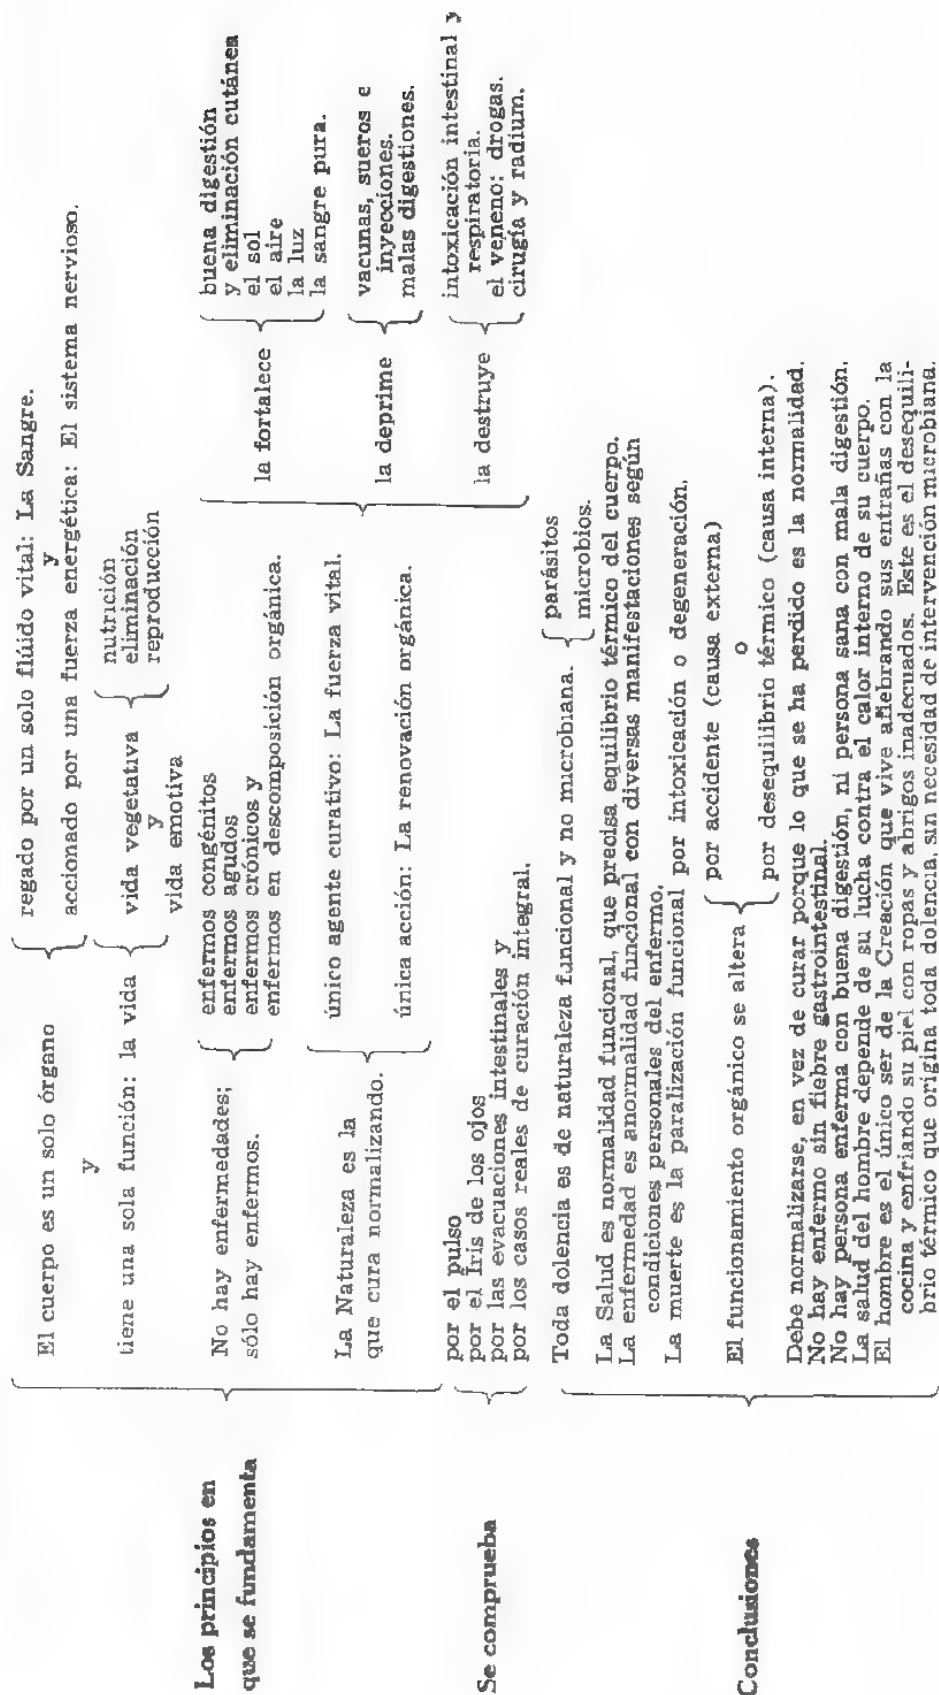 Los principios en
que se fundamenta
El cuerpo es un solo órgano
y
tiene una sola función: la vida
regado por un solo flúido vital: La Sangre.
y
accionado por una fuerza energética: El sistema nervioso.
vida vegetativa
y
vida emotiva
nutrición
eliminación
reproducción
No hay enfermedades;
sólo hay enfermos.
enfermos congénitos
enfermos agudos
enfermos crónicos y
enfermos en descomposición orgánica.
La Naturaleza es la
que cura normalizando.
único agente curativo: La fuerza vital.
única acción: La renovación orgánica.
la fortalece
buena digestión
y eliminación cutánea
el sol
el aire
la luz
la sangre pura.
la deprime
vacunas, sueros e
inyecciones.
malas digestiones.
la destruye
intoxicación intestinal y
respiratoria.
el veneno: drogas.
cirugía y radium.
Se comprueba
por el pulso
por el Iris de los ojos
por las evacuaciones intestinales y
por los casos reales de curación integral.
Conclusiones
Toda dolencia es de naturaleza funcional y no microbiana.
parásitos
microbios.
La Salud es normalidad funcional, que precisa equilibrio térmico del cuerpo.
La enfermedad es anormalidad funcional con diversas manifestaciones según
condiciones personales del enfermo.
La muerte es la paralización funcional por intoxicación o degeneración.
El funcionamiento orgánico se altera
por accidente (causa externa)
o
por desequilibrio térmico (causa interna).
Debe normalizarse, en vez de curar porque lo que se ha perdido es la normalidad.
No hay enfermo sin fiebre gastrointestinal.
No hay persona enferma con buena digestión, ni persona sana con mala digestión.
La salud del hombre depende de su lucha contra el calor interno de su cuerpo.
El hombre es el único ser de la Creación que vive afiebrando sus entrañas con la
cocina y enfriando su piel con ropas y abrigos inadecuados. Este es el desequili-
brio térmico que origina toda dolencia, sin necesidad de intervención microbiana.